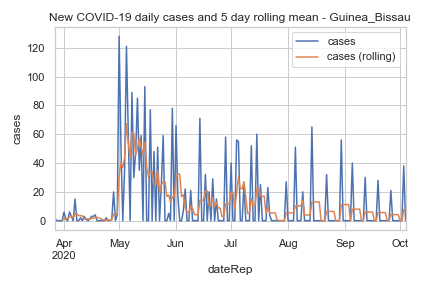 New COVID-19 daily cases and 5 day rolling mean - Guinea_Bissau
cases
cases (rolling)
120
100
80
60
40
20
0
cases
Apr May Jun Jul Aug Sep Oct
2020
dateRep